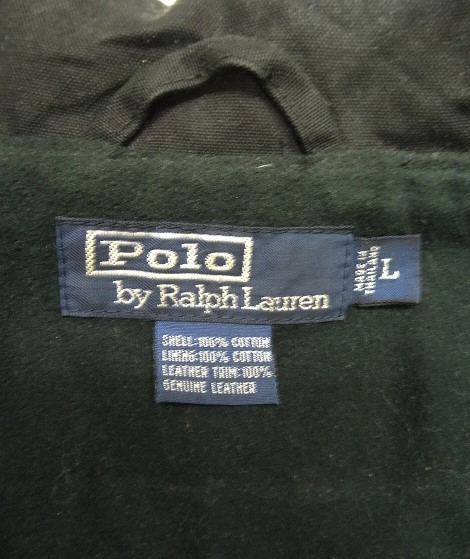 Polo
by Ralph Lauren
MADE IN
THAILAND
L
SHELL:100% COTTON
LINING:100% COTTON
LEATHER TRIM:100%
GENUINE LEATHER